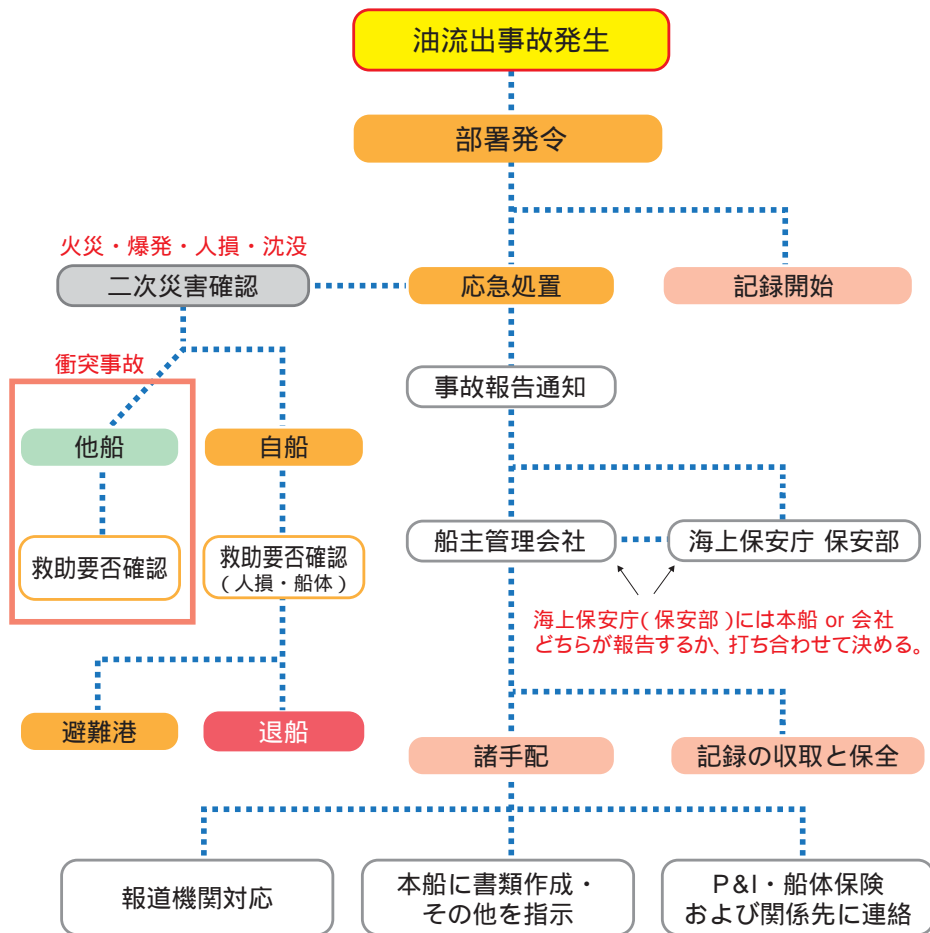 油流出事故発生
部署発令
火災・爆発・人損・沈没
二次災害確認
応急処置
記録開始
衝突事故
事故報告通知
他船
自船
救助要否確認
救助要否確認
(人損・船体)
船主管理会社
海上保安庁 保安部
海上保安庁(保安部)には本船 or 会社
どちらが報告するか、打ち合わせて決める。
避難港
退船
諸手配
記録の収取と保全
報道機関対応
本船に書類作成・
その他を指示
P&I・船体保険
および関係先に連絡